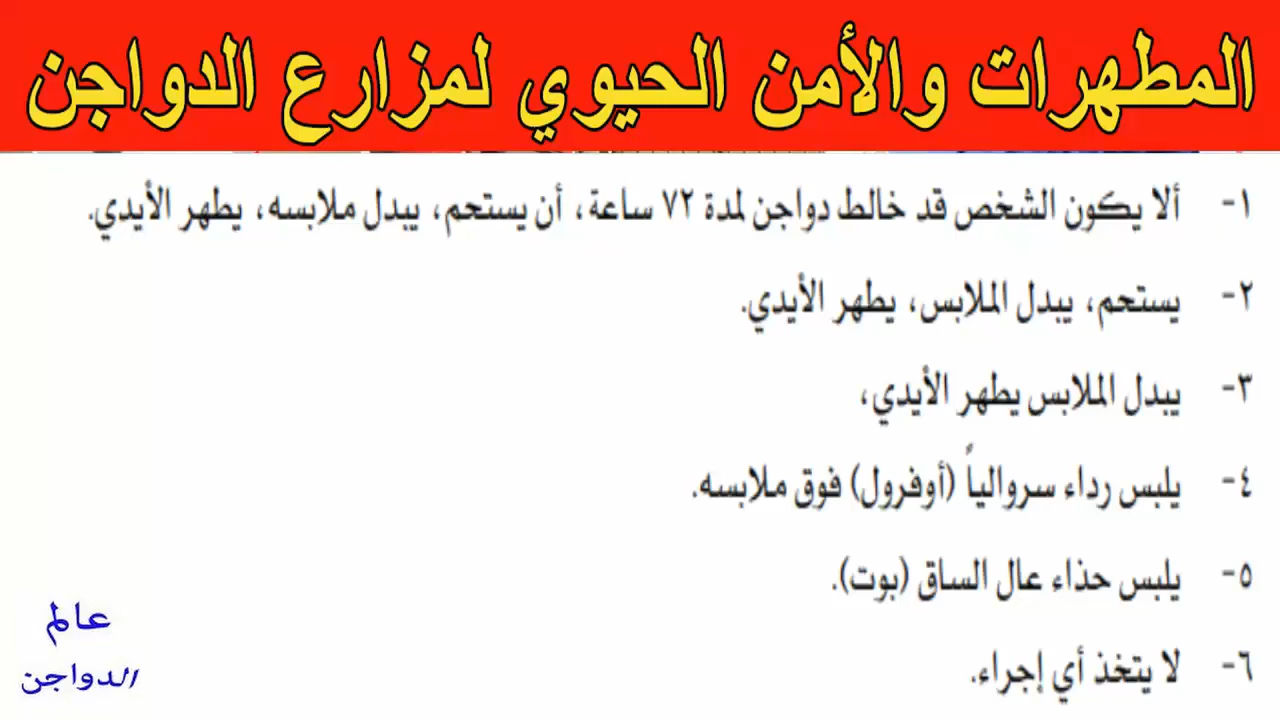 المطهرات والأمن الحيوي لمزارع الدواجن
١- ألا يكون الشخص قد خالط دواجن لمدة ٧٢ ساعة، أن يستحم، يبدل ملابسه، يطهر الأيدي.
٢- يستحم، يبدل الملابس، يطهر الأيدي.
٣- يبدل الملابس يطهر الأيدي،
٤- يلبس رداء سروالياً (أوفرول) فوق ملابسه.
٥- يلبس حذاء عال الساق (بوت).
٦- لا يتخذ أي إجراء.
عالم
الدواجن